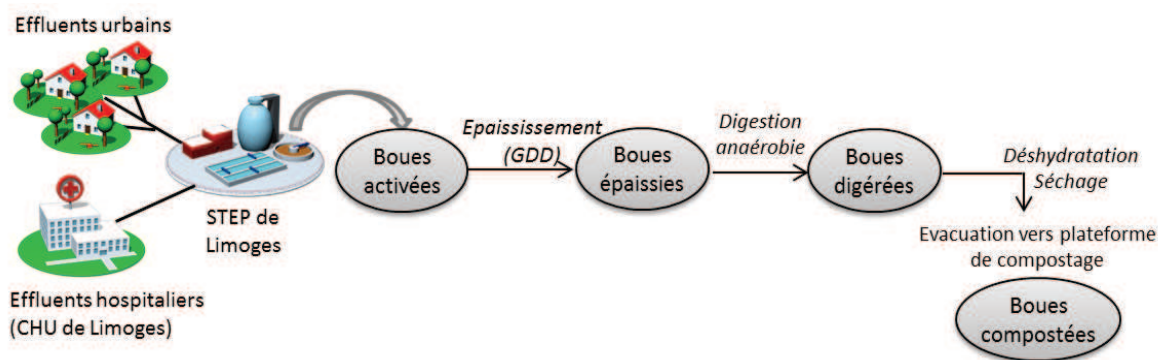 Effluents urbains
Effluents hospitaliers
(CHU de Limoges)
STEP de
Limoges
Boues
activées
Epaississement
(GDD)
Boues
épaissies
Digestion
anaérobie
Boues
digérées
Déshydratation
Séchage
Evacuation vers plateforme
de compostage
Boues
compostées